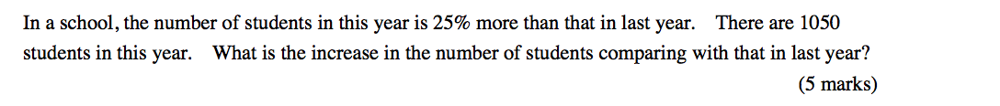 In a school, the number of students in this year is 25% more than that in last year. There are 1050
students in this year. What is the increase in the number of students comparing with that in last year?
(5 marks)